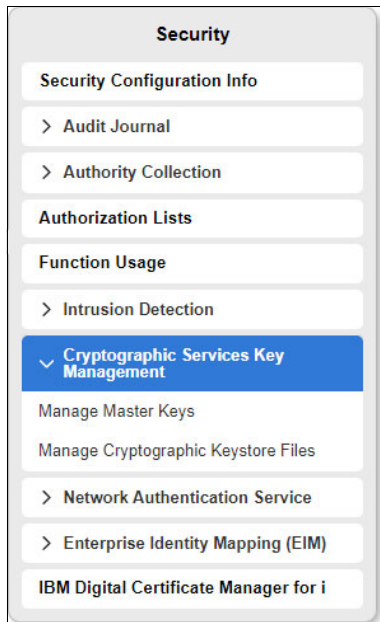 Security
Security Configuration Info
Audit Journal
Authority Collection
Authorization Lists
Function Usage
Intrusion Detection
Cryptographic Services Key
Management
Manage Master Keys
Manage Cryptographic Keystore Files
Network Authentication Service
Enterprise Identity Mapping (EIM)
IBM Digital Certificate Manager for i